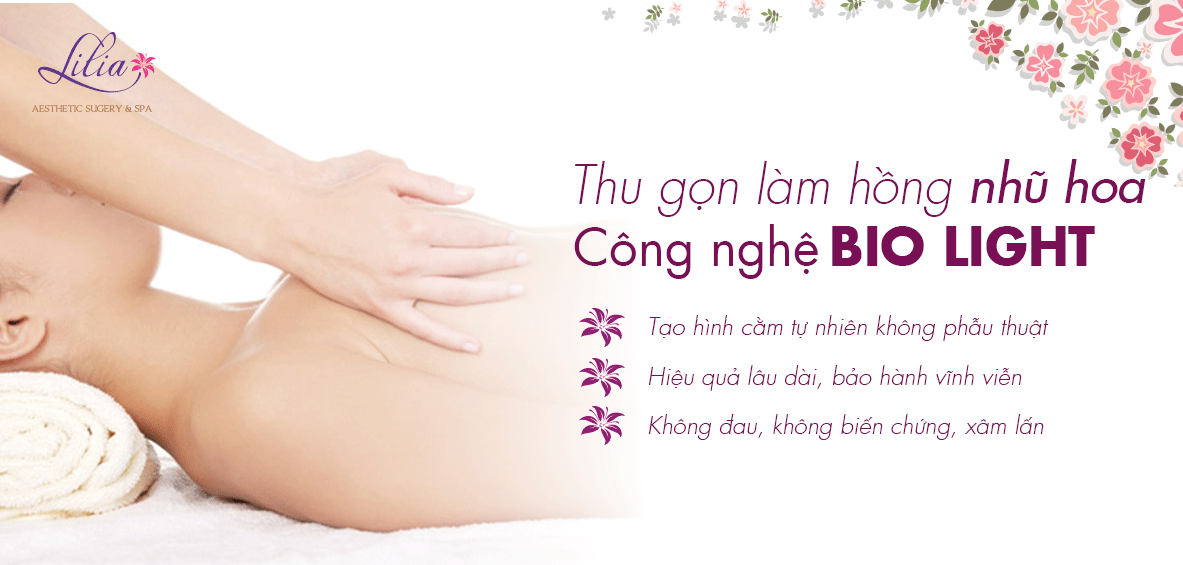 Lilia
AESTHETIC SUGERY & SPA
Thu gọn làm hồng nhũ hoa
Công nghệ BIO LIGHT
Tạo hình cằm tự nhiên không phẫu thuật
Hiệu quả lâu dài, bảo hành vĩnh viễn
Không đau, không biến chứng, xâm lấn